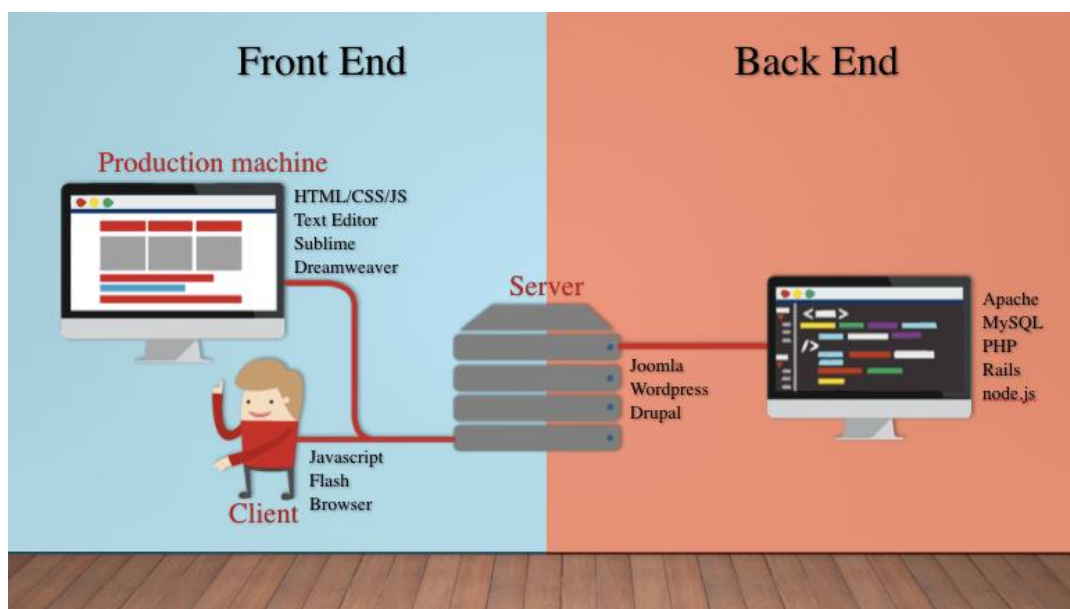 Front End
Back End
Production machine
HTML/CSS/JS
Text Editor
Sublime
Dreamweaver
Server
Joomla
Wordpress
Drupal
Apache
MySQL
PHP
Rails
node.js
Javascript
Flash
Browser
Client